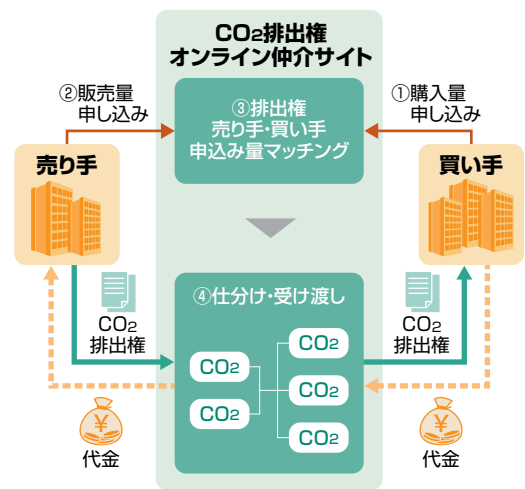 CO2排出権
オンライン仲介サイト
②販売量
申し込み
①購入量
申し込み
③排出権
売り手・買い手
申込み量マッチング
売り手
買い手
④仕分け・受け渡し
CO2
排出権
CO2
排出権
CO2
CO2
CO2
CO2
CO2
¥
代金
¥
代金